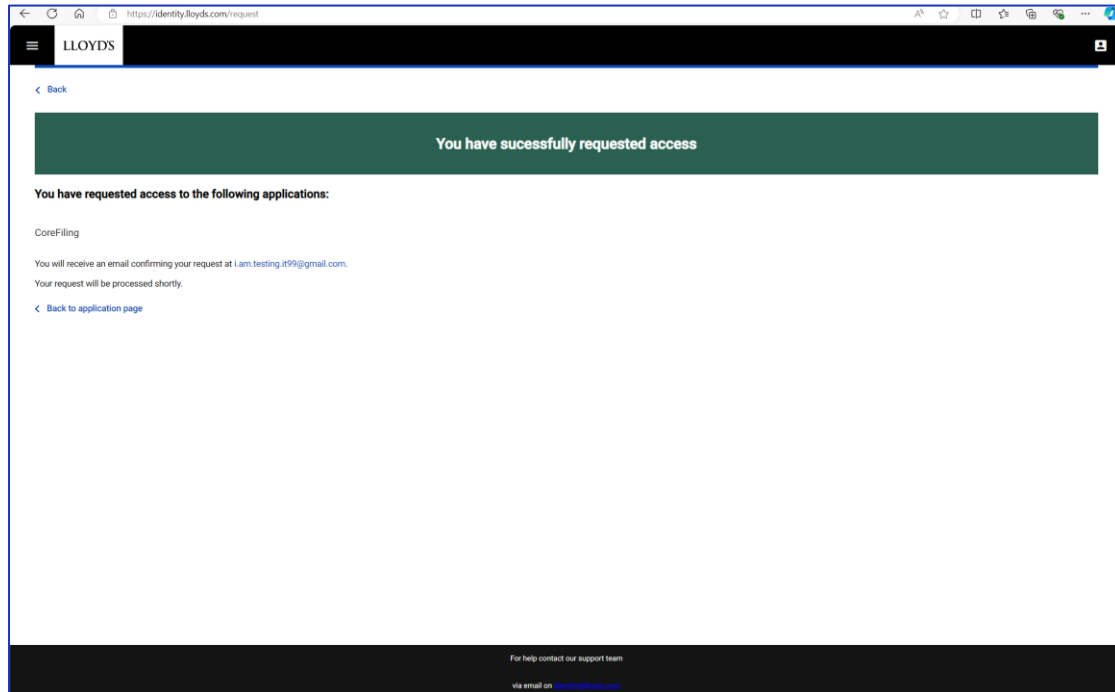 https://identity.lloyds.com/request
LLOYD'S
Back
You have sucessfully requested access
You have requested access to the following applications:
CoreFiling
You will receive an email confirming your request at i.am.testing.it99@gmail.com.
Your request will be processed shortly.
Back to application page
For help contact our support team
via email on